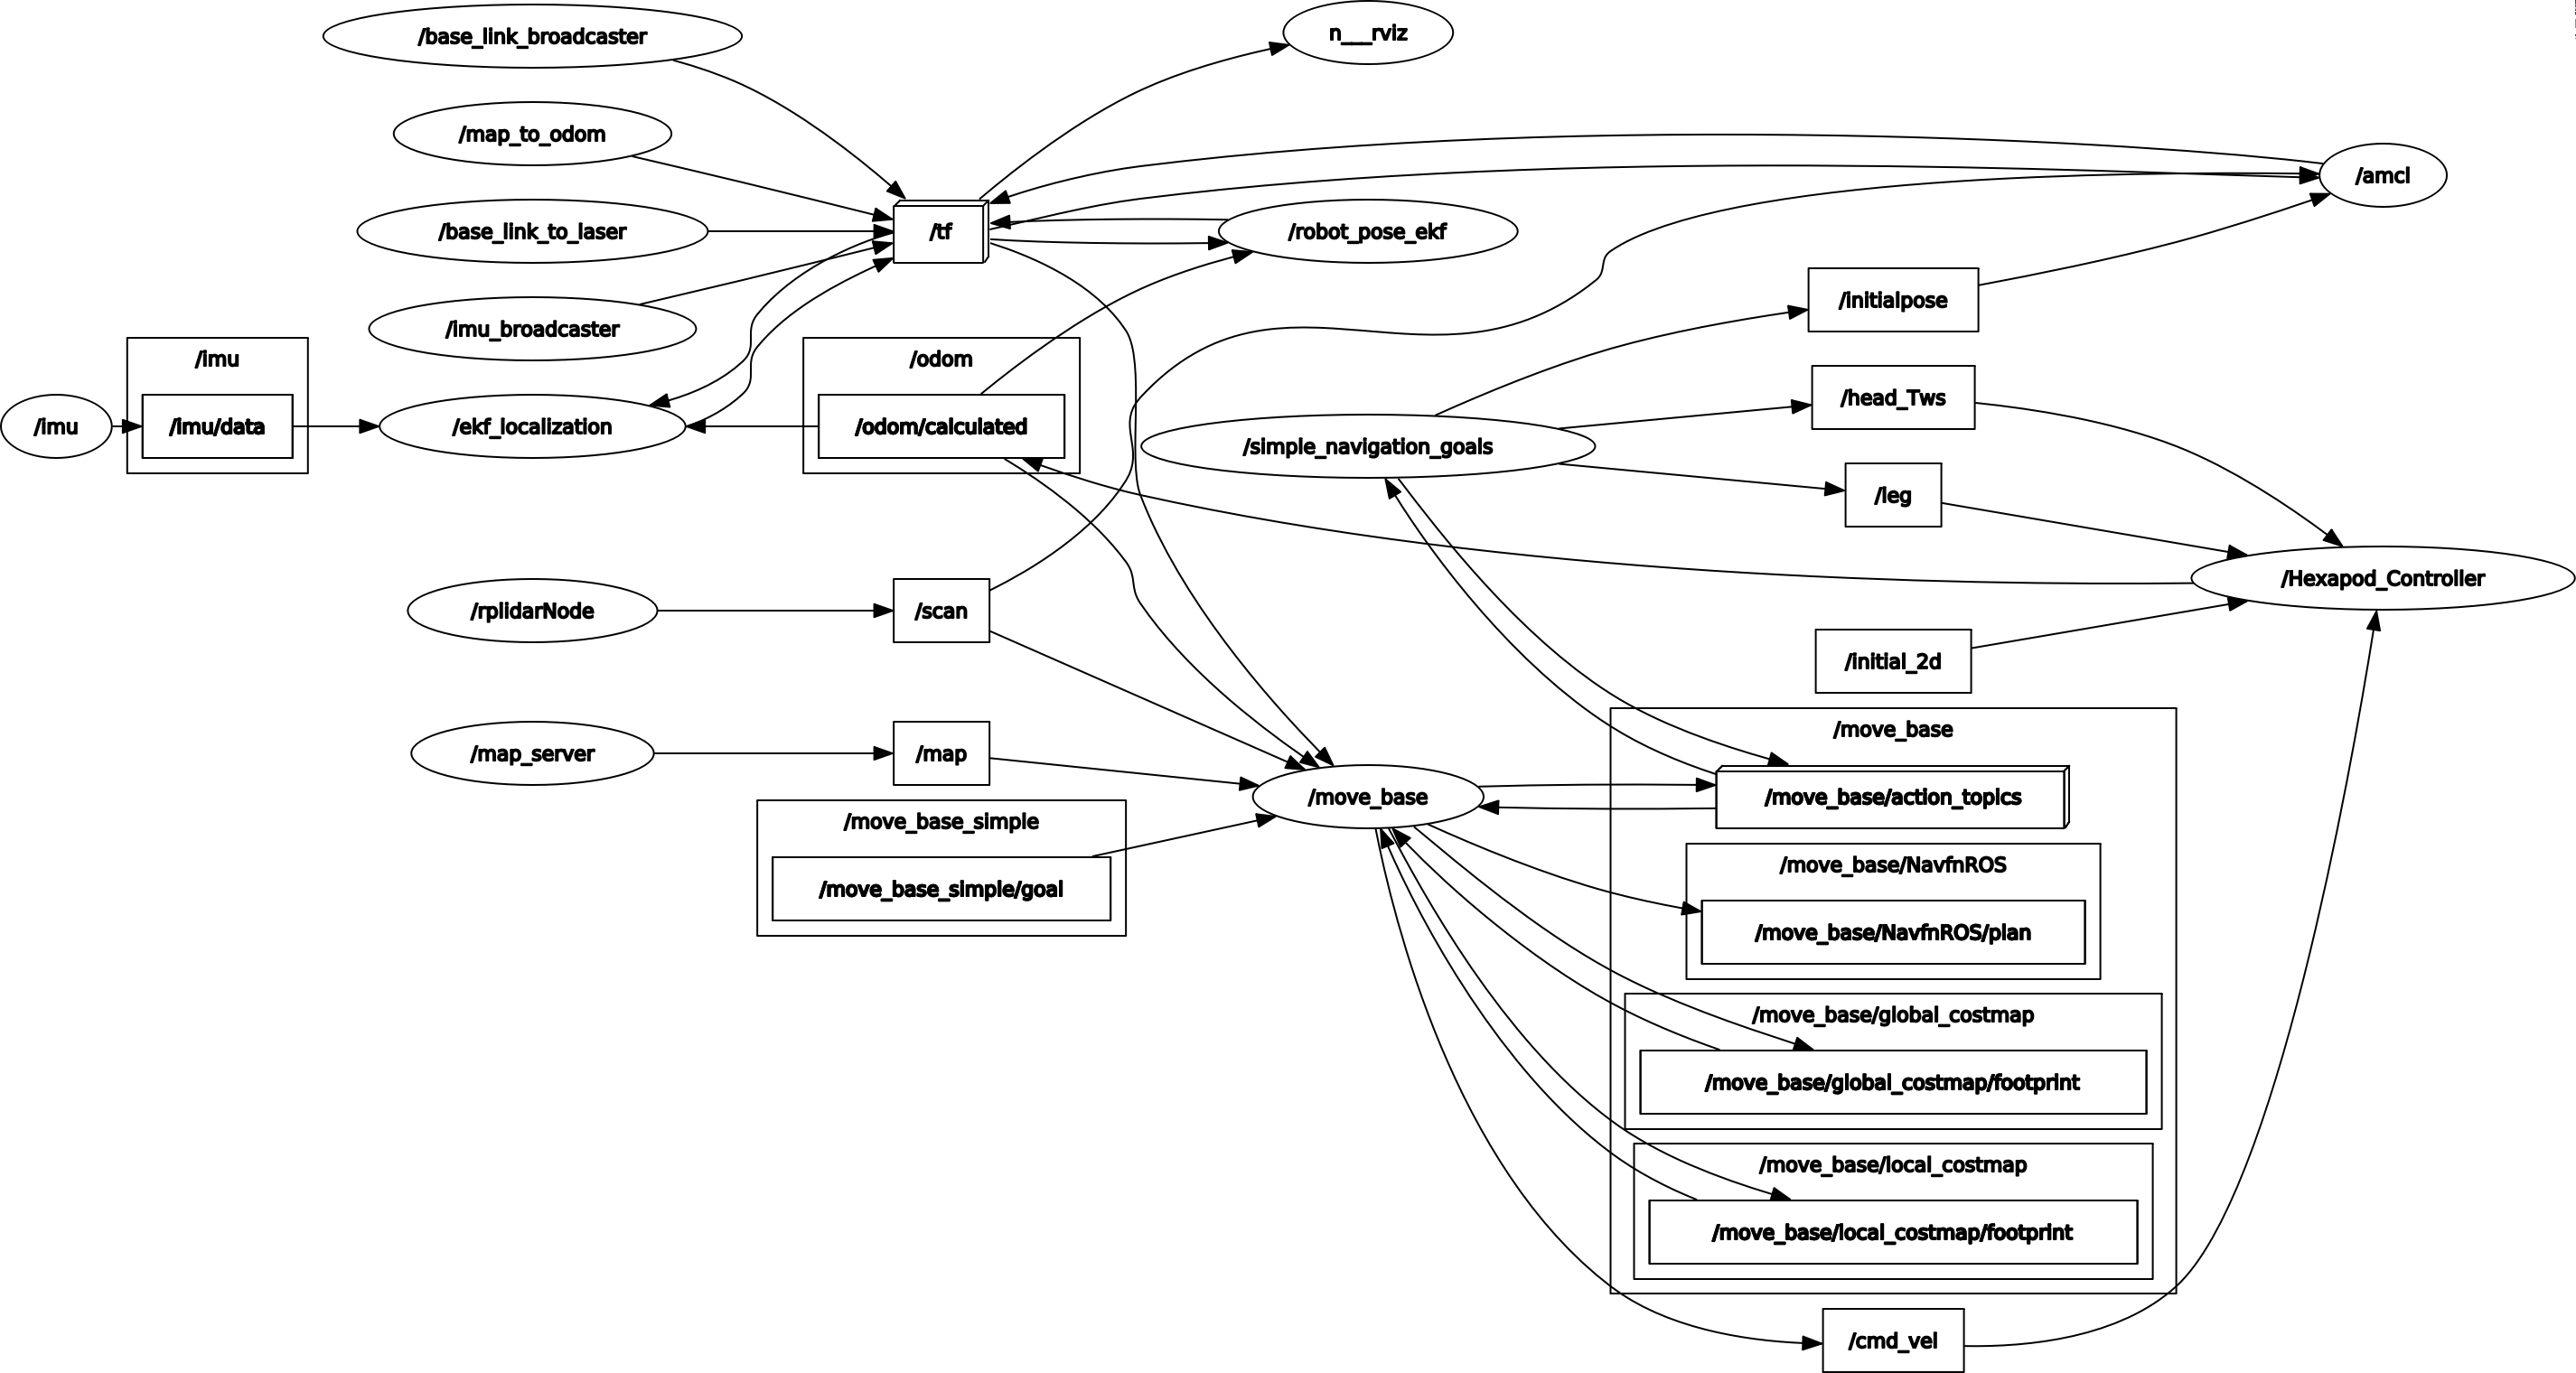 /base_link_broadcaster
n___rviz
/map_to_odom
/amcl
/base_link_to_laser
/tf
/robot_pose_ekf
/initialpose
/imu_broadcaster
/imu
/odom
/head_Tws
/imu
/imu/data
/ekf_localization
/odom/calculated
/simple_navigation_goals
/leg
/Hexapod_Controller
/rplidarNode
/scan
/initial_2d
/move_base
/map_server
/map
/move_base
/move_base/action_topics
/move_base_simple
/move_base_simple/goal
/move_base/NavfnROS
/move_base/NavfnROS/plan
/move_base/global_costmap
/move_base/global_costmap/footprint
/move_base/local_costmap
/move_base/local_costmap/footprint
/cmd_vel